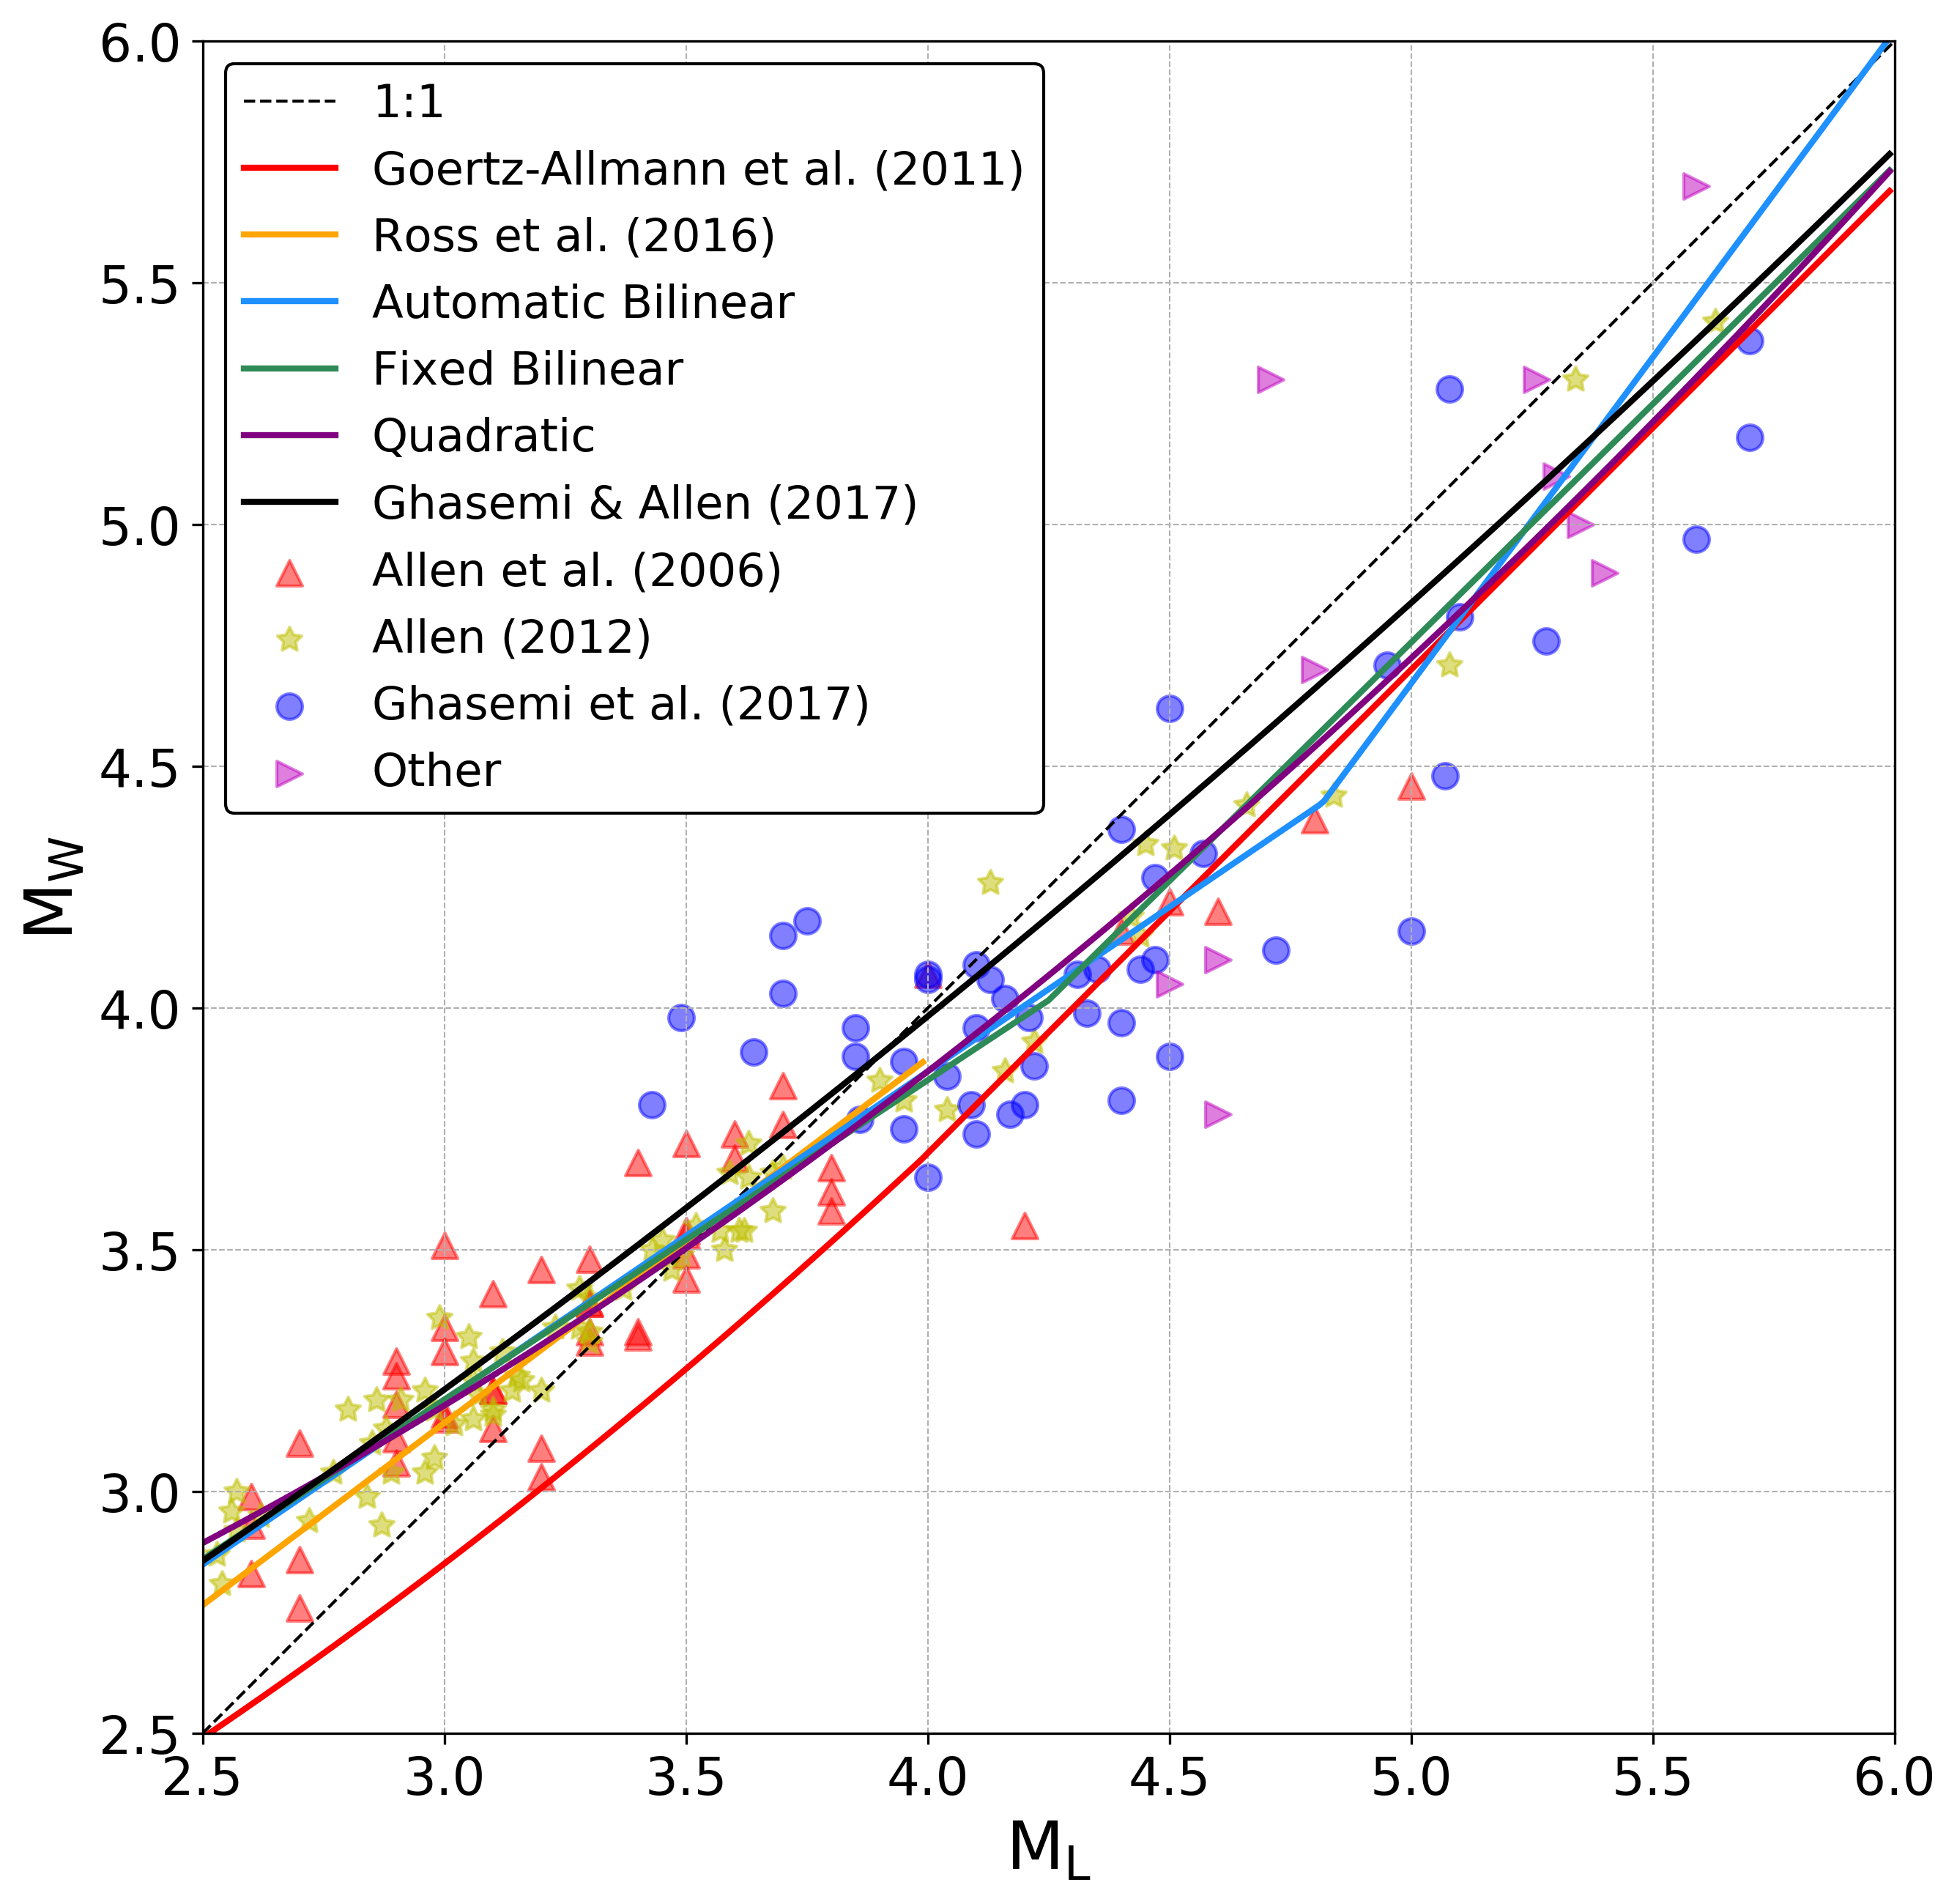 6.0
5.5
5.0
4.5
4.0
3.5
3.0
2.5
M_W
1:1
Goertz-Allmann et al. (2011)
Ross et al. (2016)
Automatic Bilinear
Fixed Bilinear
Quadratic
Ghasemi & Allen (2017)
Allen et al. (2006)
Allen (2012)
Ghasemi et al. (2017)
Other
2.5 3.0 3.5 4.0 4.5 5.0 5.5 6.0
M_L